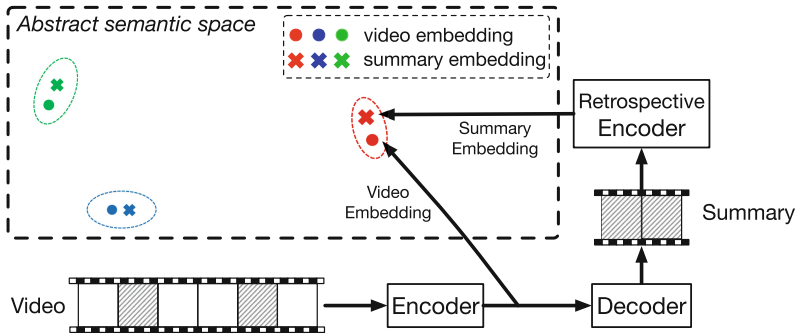 Abstract semantic space
video embedding
summary embedding
Retrospective
Encoder
Summary
Embedding
Video
Embedding
Summary
Video
Encoder
Decoder